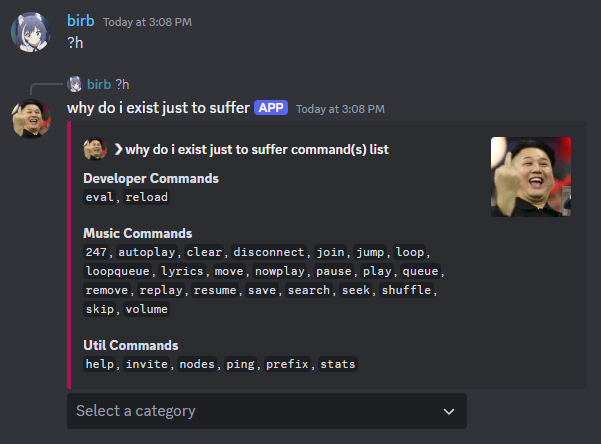 birb Today at 3:08 PM
?h
birb ?h
why do i exist just to suffer APP Today at 3:08 PM
❯ why do i exist just to suffer command(s) list
Developer Commands
eval, reload
Music Commands
247, autoplay, clear, disconnect, join, jump, loop,
loopqueue, lyrics, move, nowplay, pause, play, queue,
remove, replay, resume, save, search, seek, shuffle,
skip, volume
Util Commands
help, invite, nodes, ping, prefix, stats
Select a category